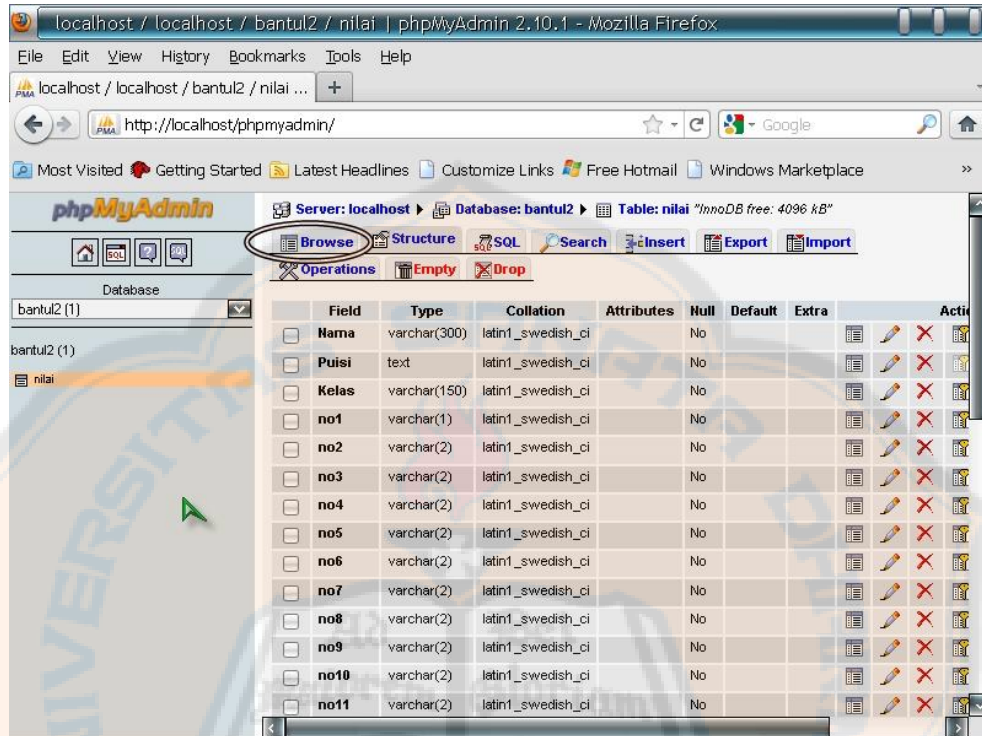 localhost / localhost / bantul2 / nilai | phpMyAdmin 2.10.1 - Mozilla Firefox
File Edit View History Bookmarks Tools Help
PMA localhost / localhost / bantul2 / nilai ... +
PMA http://localhost/phpmyadmin/ Google
Most Visited Getting Started Latest Headlines Customize Links Free Hotmail Windows Marketplace »
phpMyAdmin
Server: localhost Database: bantul2 Table: nilai "InnoDB free: 4096 kB"
Browse Structure SQL Search Insert Export Import
Operations Empty Drop
Database
bantul2 (1)
bantul2 (1)
nilai
Field Type Collation Attributes Null Default Extra Actio
Nama varchar(300) latin1_swedish_ci No
Puisi text latin1_swedish_ci No
Kelas varchar(150) latin1_swedish_ci No
no1 varchar(1) latin1_swedish_ci No
no2 varchar(2) latin1_swedish_ci No
no3 varchar(2) latin1_swedish_ci No
no4 varchar(2) latin1_swedish_ci No
no5 varchar(2) latin1_swedish_ci No
no6 varchar(2) latin1_swedish_ci No
no7 varchar(2) latin1_swedish_ci No
no8 varchar(2) latin1_swedish_ci No
no9 varchar(2) latin1_swedish_ci No
no10 varchar(2) latin1_swedish_ci No
no11 varchar(2) latin1_swedish_ci No